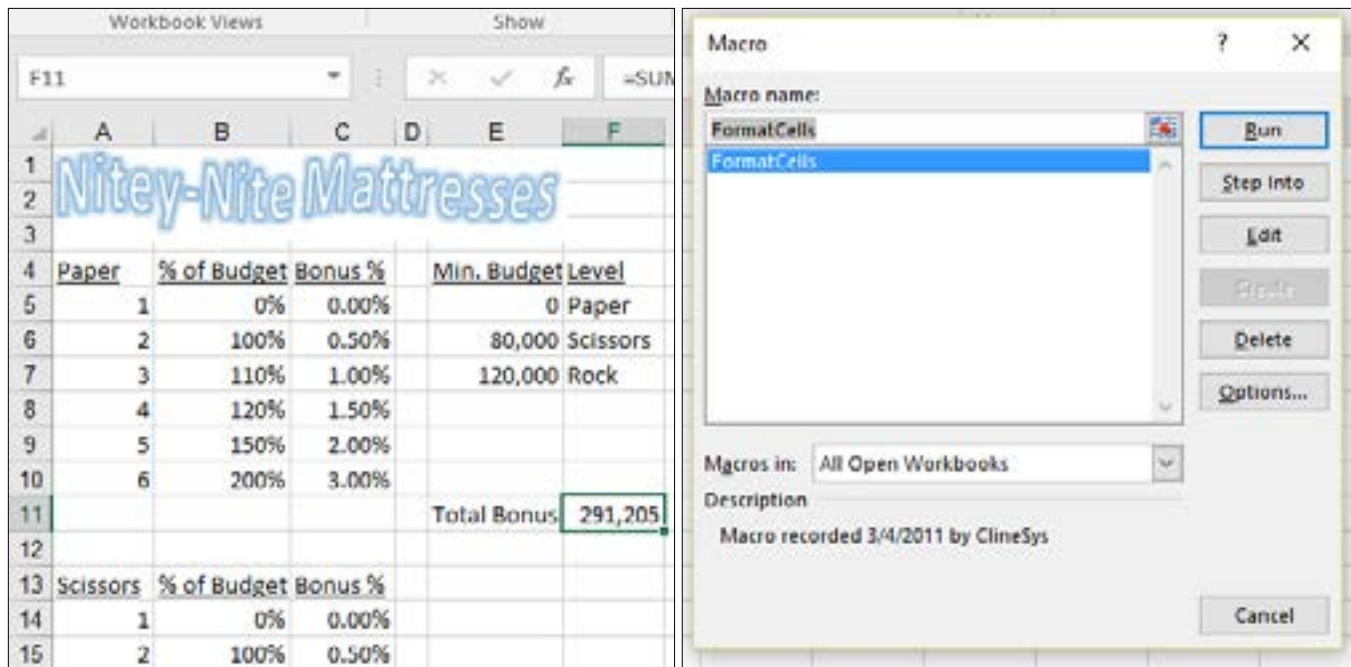 Workbook Views Show
F11 =SUM
A B C D E F
1
2
Nitey-Nite Mattresses
3
4 Paper % of Budget Bonus % Min. Budget Level
5 1 0% 0.00% 0 Paper
6 2 100% 0.50% 80,000 Scissors
7 3 110% 1.00% 120,000 Rock
8 4 120% 1.50%
9 5 150% 2.00%
10 6 200% 3.00%
11 Total Bonus 291,205
12
13 Scissors % of Budget Bonus %
14 1 0% 0.00%
15 2 100% 0.50%
Macro ? ×
Macro name:
FormatCells Run
FormatCells
Step Into
Edit
Create
Delete
Options...
Macros in: All Open Workbooks
Description
Macro recorded 3/4/2011 by ClineSys
Cancel